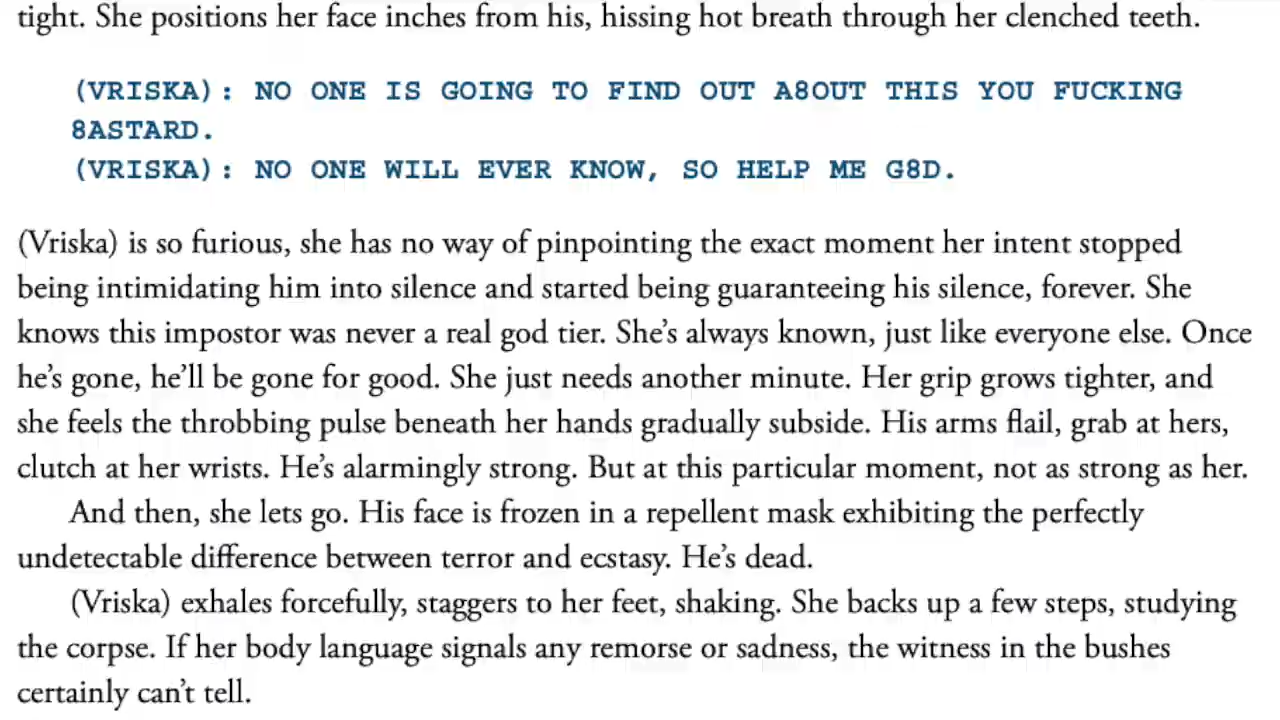 tight. She positions her face inches from his, hissing hot breath through her clenched teeth.
(VRISKA): NO ONE IS GOING TO FIND OUT A8OUT THIS YOU FUCKING
8ASTARD.
(VRISKA): NO ONE WILL EVER KNOW, SO HELP ME G8D.
(Vriska) is so furious, she has no way of pinpointing the exact moment her intent stopped
being intimidating him into silence and started being guaranteeing his silence, forever. She
knows this impostor was never a real god tier. She’s always known, just like everyone else. Once
he’s gone, he’ll be gone for good. She just needs another minute. Her grip grows tighter, and
she feels the throbbing pulse beneath her hands gradually subside. His arms flail, grab at hers,
clutch at her wrists. He’s alarmingly strong. But at this particular moment, not as strong as her.
And then, she lets go. His face is frozen in a repellent mask exhibiting the perfectly
undetectable difference between terror and ecstasy. He’s dead.
(Vriska) exhales forcefully, staggers to her feet, shaking. She backs up a few steps, studying
the corpse. If her body language signals any remorse or sadness, the witness in the bushes
certainly can’t tell.